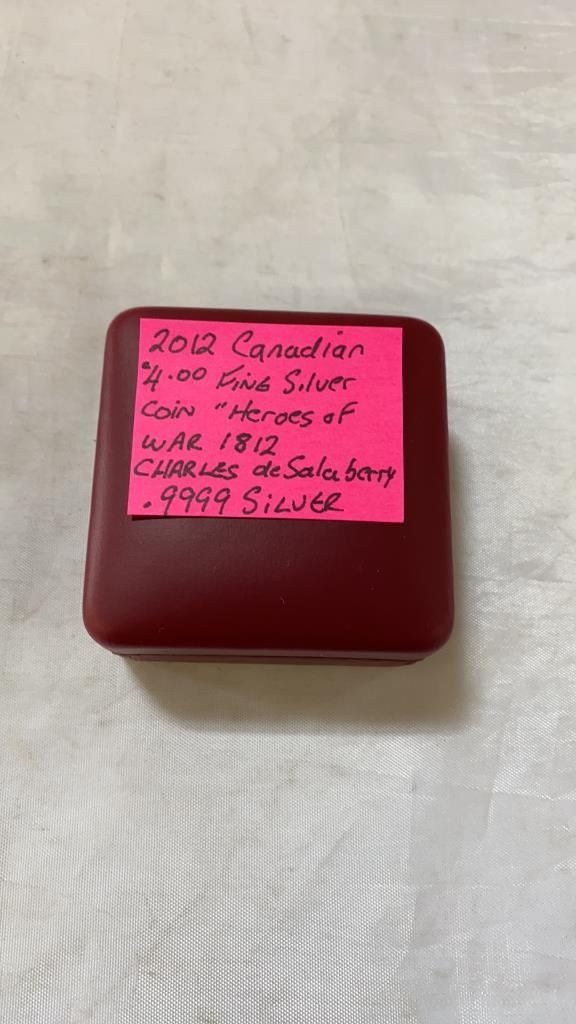 2012 Canadian
$4.00 FINE Silver
COIN "Heroes of
WAR 1812
CHARLES de Salaberry
.9999 SILVER